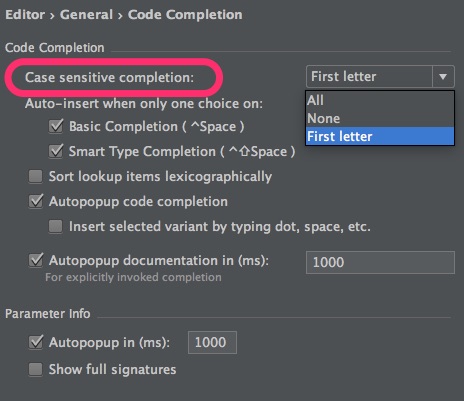 Editor › General › Code Completion
Code Completion
Case sensitive completion: First letter
All
None
First letter
Auto-insert when only one choice on:
Basic Completion ( ^Space )
Smart Type Completion ( ^⇧Space )
Sort lookup items lexicographically
Autopopup code completion
Insert selected variant by typing dot, space, etc.
Autopopup documentation in (ms): 1000
For explicitly invoked completion
Parameter Info
Autopopup in (ms): 1000
Show full signatures